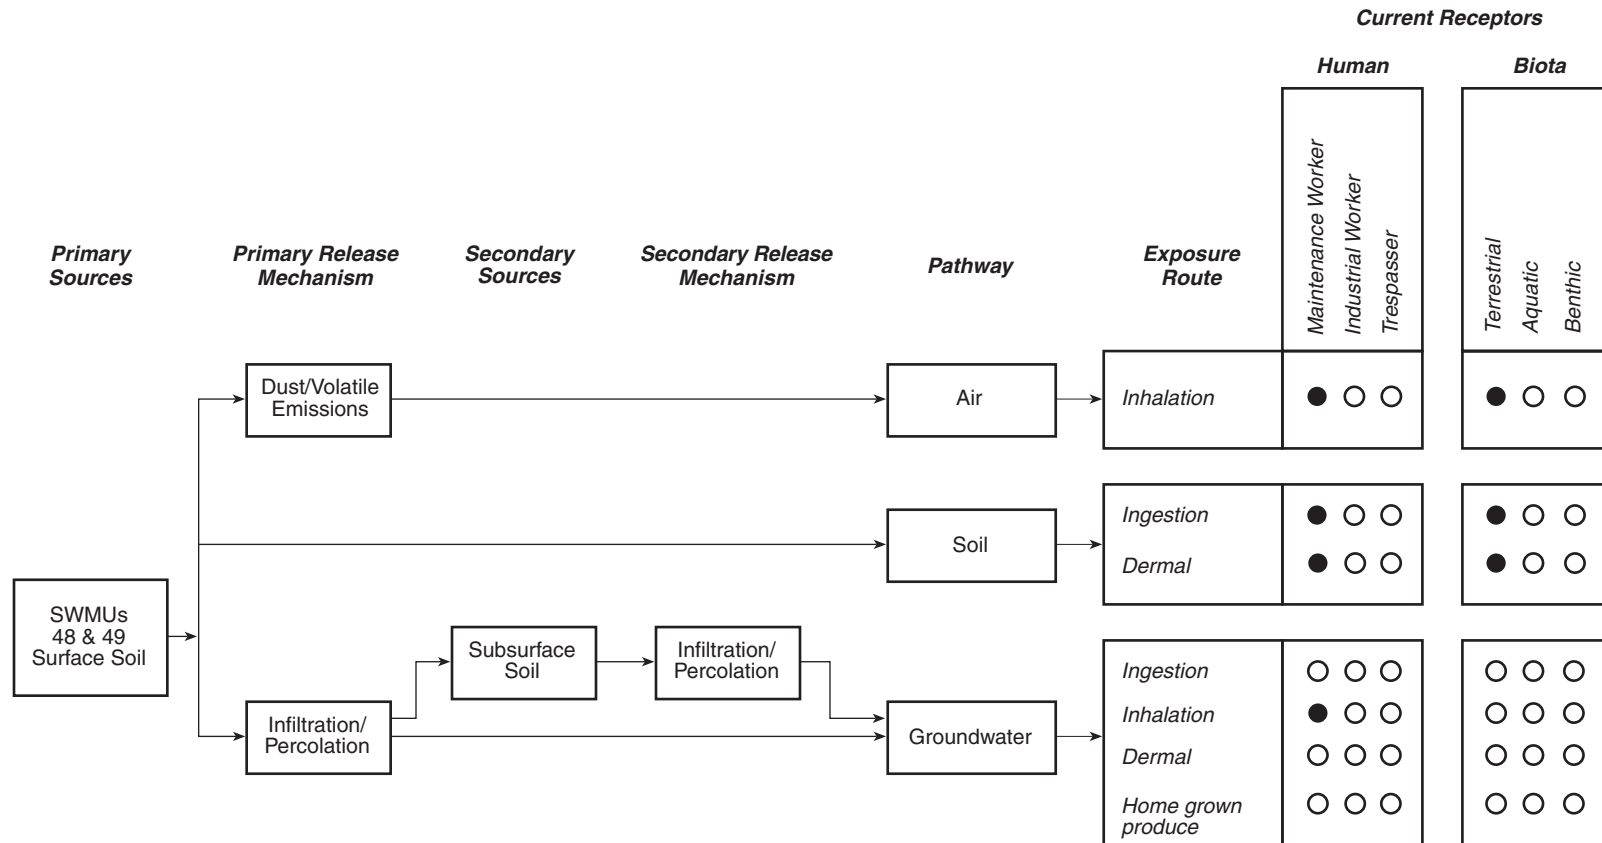 Current Receptors
Human
Biota
Maintenance Worker
Industrial Worker
Trespasser
Terrestrial
Aquatic
Benthic
Primary
Sources
Primary Release
Mechanism
Secondary
Sources
Secondary Release
Mechanism
Pathway
Exposure
Route
Dust/Volatile
Emissions
Air
Inhalation
Soil
Ingestion
Dermal
SWMUs
48 & 49
Surface Soil
Subsurface
Soil
Infiltration/
Percolation
Infiltration/
Percolation
Groundwater
Ingestion
Inhalation
Dermal
Home grown
produce